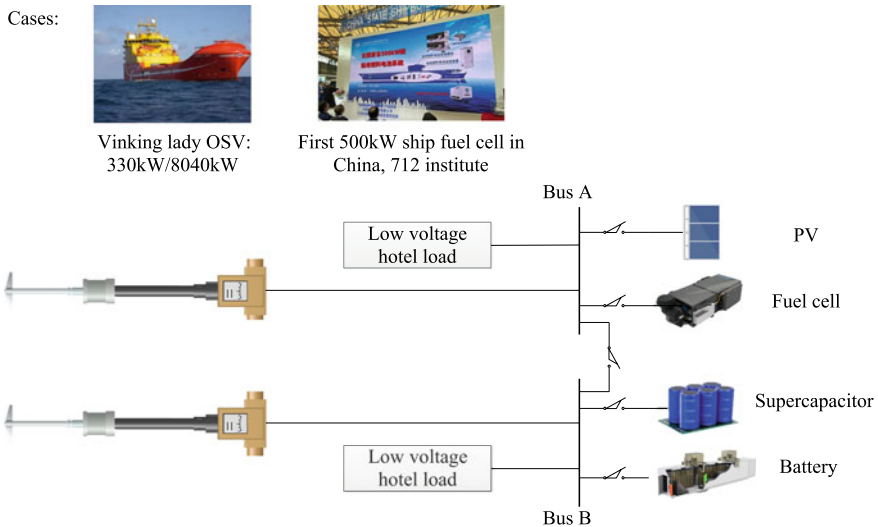 Cases:
Vinking lady OSV:
330kW/8040kW
First 500kW ship fuel cell in
China, 712 institute
Bus A
Low voltage
hotel load
PV
Fuel cell
Supercapacitor
Low voltage
hotel load
Battery
Bus B